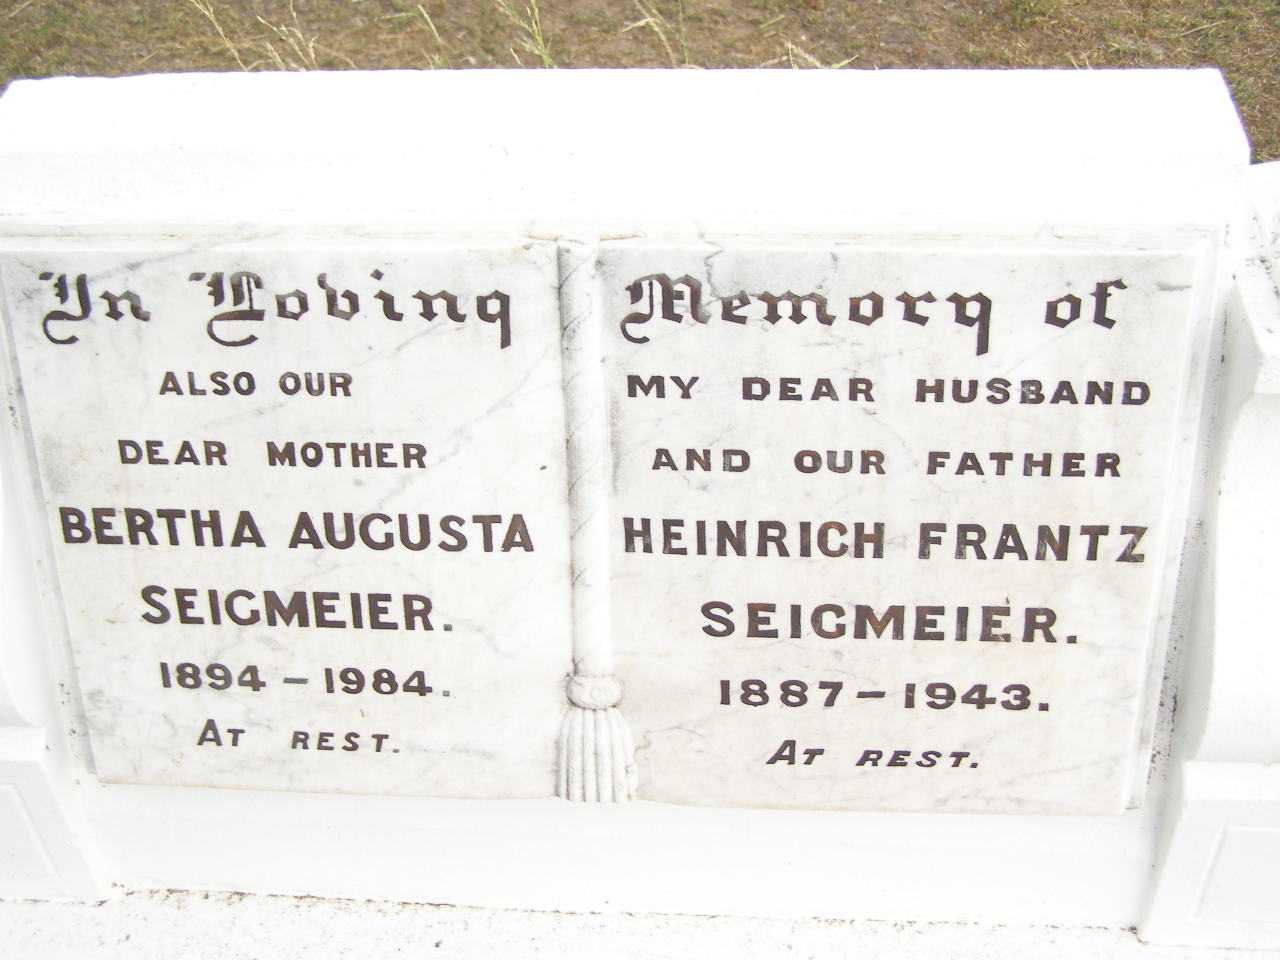 In Loving Memory of
ALSO OUR
DEAR MOTHER
BERTHA AUGUSTA
SEIGMEIER.
1894 - 1984.
AT REST.
MY DEAR HUSBAND
AND OUR FATHER
HEINRICH FRANTZ
SEIGMEIER.
1887 - 1943.
AT REST.